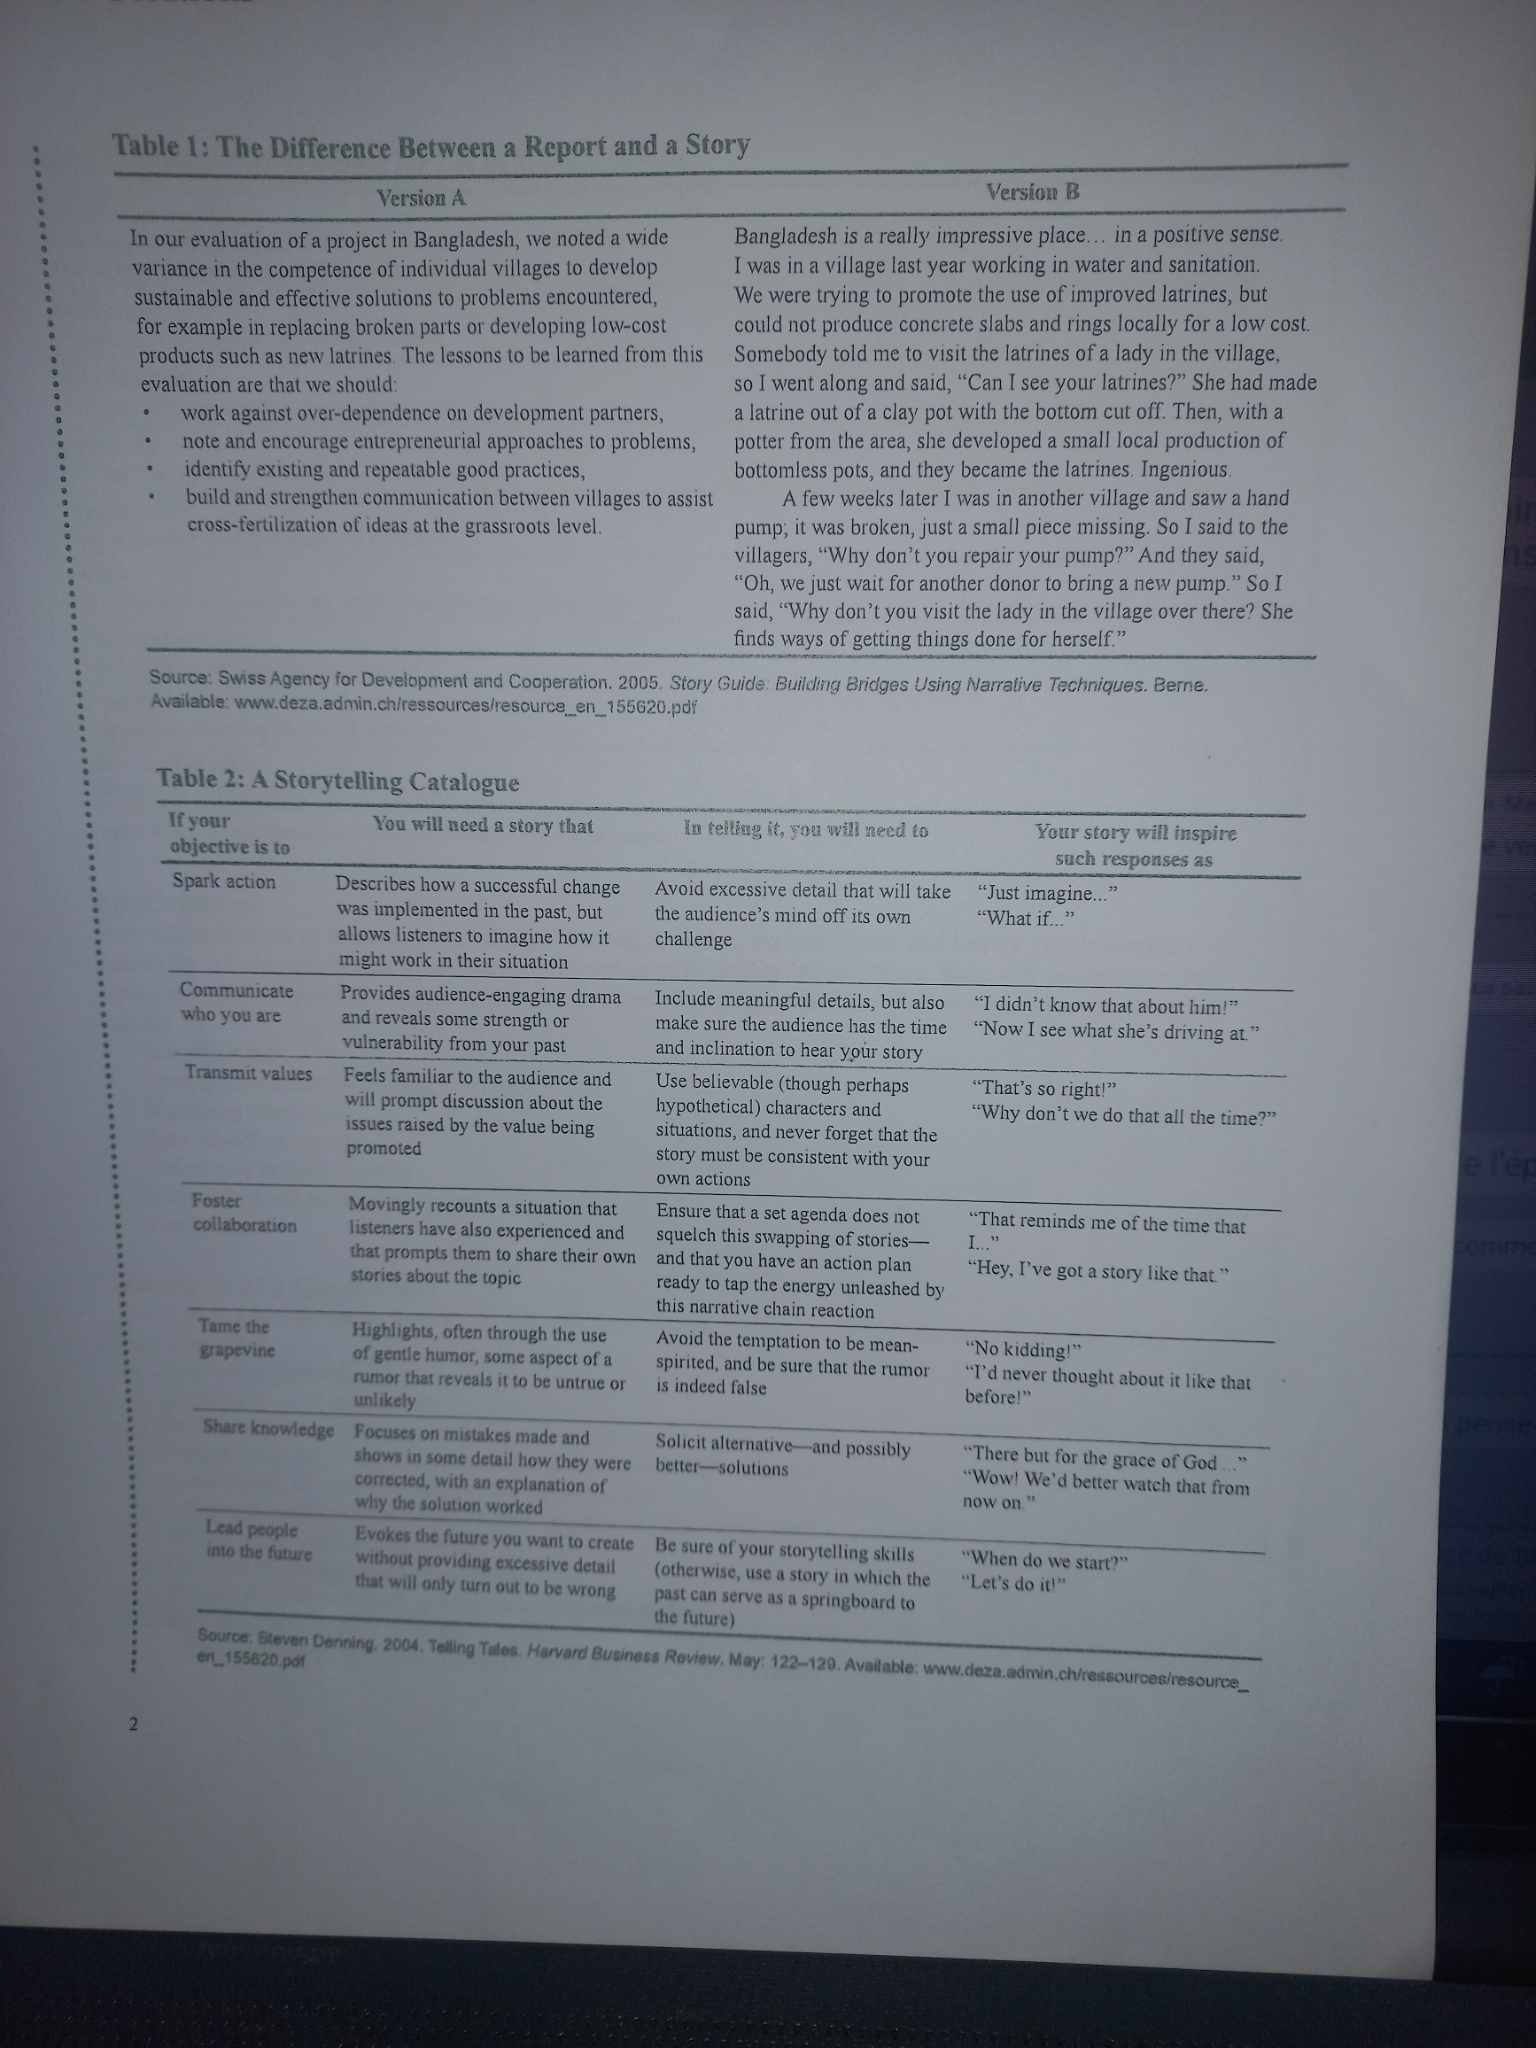 Table 1: The Difference Between a Report and a Story
Version A
In our evaluation of a project in Bangladesh, we noted a wide
variance in the competence of individual villages to develop
sustainable and effective solutions to problems encountered,
for example in replacing broken parts or developing low-cost
products such as new latrines. The lessons to be learned from this
evaluation are that we should:
• work against over-dependence on development partners,
• note and encourage entrepreneurial approaches to problems,
• identify existing and repeatable good practices,
• build and strengthen communication between villages to assist
cross-fertilization of ideas at the grassroots level.
Version B
Bangladesh is a really impressive place… in a positive sense.
I was in a village last year working in water and sanitation.
We were trying to promote the use of improved latrines, but
could not produce concrete slabs and rings locally for a low cost.
Somebody told me to visit the latrines of a lady in the village,
so I went along and said, “Can I see your latrines?” She had made
a latrine out of a clay pot with the bottom cut off. Then, with a
potter from the area, she developed a small local production of
bottomless pots, and they became the latrines. Ingenious.
A few weeks later I was in another village and saw a hand
pump; it was broken, just a small piece missing. So I said to the
villagers, “Why don’t you repair your pump?” And they said,
“Oh, we just wait for another donor to bring a new pump.” So I
said, “Why don’t you visit the lady in the village over there? She
finds ways of getting things done for herself.”
Source: Swiss Agency for Development and Cooperation. 2005. Story Guide: Building Bridges Using Narrative Techniques. Berne.
Available: www.deza.admin.ch/ressources/resource_en_155620.pdf
Table 2: A Storytelling Catalogue
If your
objective is to
You will need a story that
In telling it, you will need to
Your story will inspire
such responses as
Spark action
Describes how a successful change
was implemented in the past, but
allows listeners to imagine how it
might work in their situation
Avoid excessive detail that will take
the audience’s mind off its own
challenge
“Just imagine...”
“What if...”
Communicate
who you are
Provides audience-engaging drama
and reveals some strength or
vulnerability from your past
Include meaningful details, but also
make sure the audience has the time
and inclination to hear your story
“I didn’t know that about him!”
“Now I see what she’s driving at.”
Transmit values
Feels familiar to the audience and
will prompt discussion about the
issues raised by the value being
promoted
Use believable (though perhaps
hypothetical) characters and
situations, and never forget that the
story must be consistent with your
own actions
“That’s so right!”
“Why don’t we do that all the time?”
Foster
collaboration
Movingly recounts a situation that
listeners have also experienced and
that prompts them to share their own
stories about the topic
Ensure that a set agenda does not
squelch this swapping of stories—
and that you have an action plan
ready to tap the energy unleashed by
this narrative chain reaction
“That reminds me of the time that
I...”
“Hey, I’ve got a story like that.”
Tame the
grapevine
Highlights, often through the use
of gentle humor, some aspect of a
rumor that reveals it to be untrue or
unlikely
Avoid the temptation to be mean-
spirited, and be sure that the rumor
is indeed false
“No kidding!”
“I’d never thought about it like that
before!”
Share knowledge
Focuses on mistakes made and
shows in some detail how they were
corrected, with an explanation of
why the solution worked
Solicit alternative—and possibly
better—solutions
“There but for the grace of God ...”
“Wow! We’d better watch that from
now on.”
Lead people
into the future
Evokes the future you want to create
without providing excessive detail
that will only turn out to be wrong
Be sure of your storytelling skills
(otherwise, use a story in which the
past can serve as a springboard to
the future)
“When do we start?”
“Let’s do it!”
Source: Steven Denning. 2004. Telling Tales. Harvard Business Review. May: 122–129. Available: www.deza.admin.ch/ressources/resource_
en_155620.pdf
2